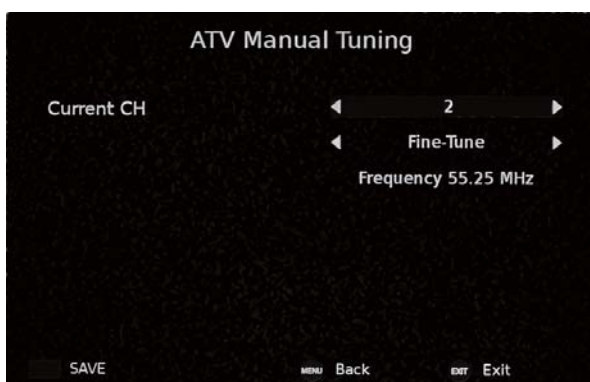 ATV Manual Tuning
Current CH 2
Fine-Tune
Frequency 55.25 MHz
SAVE MENU Back EXIT Exit